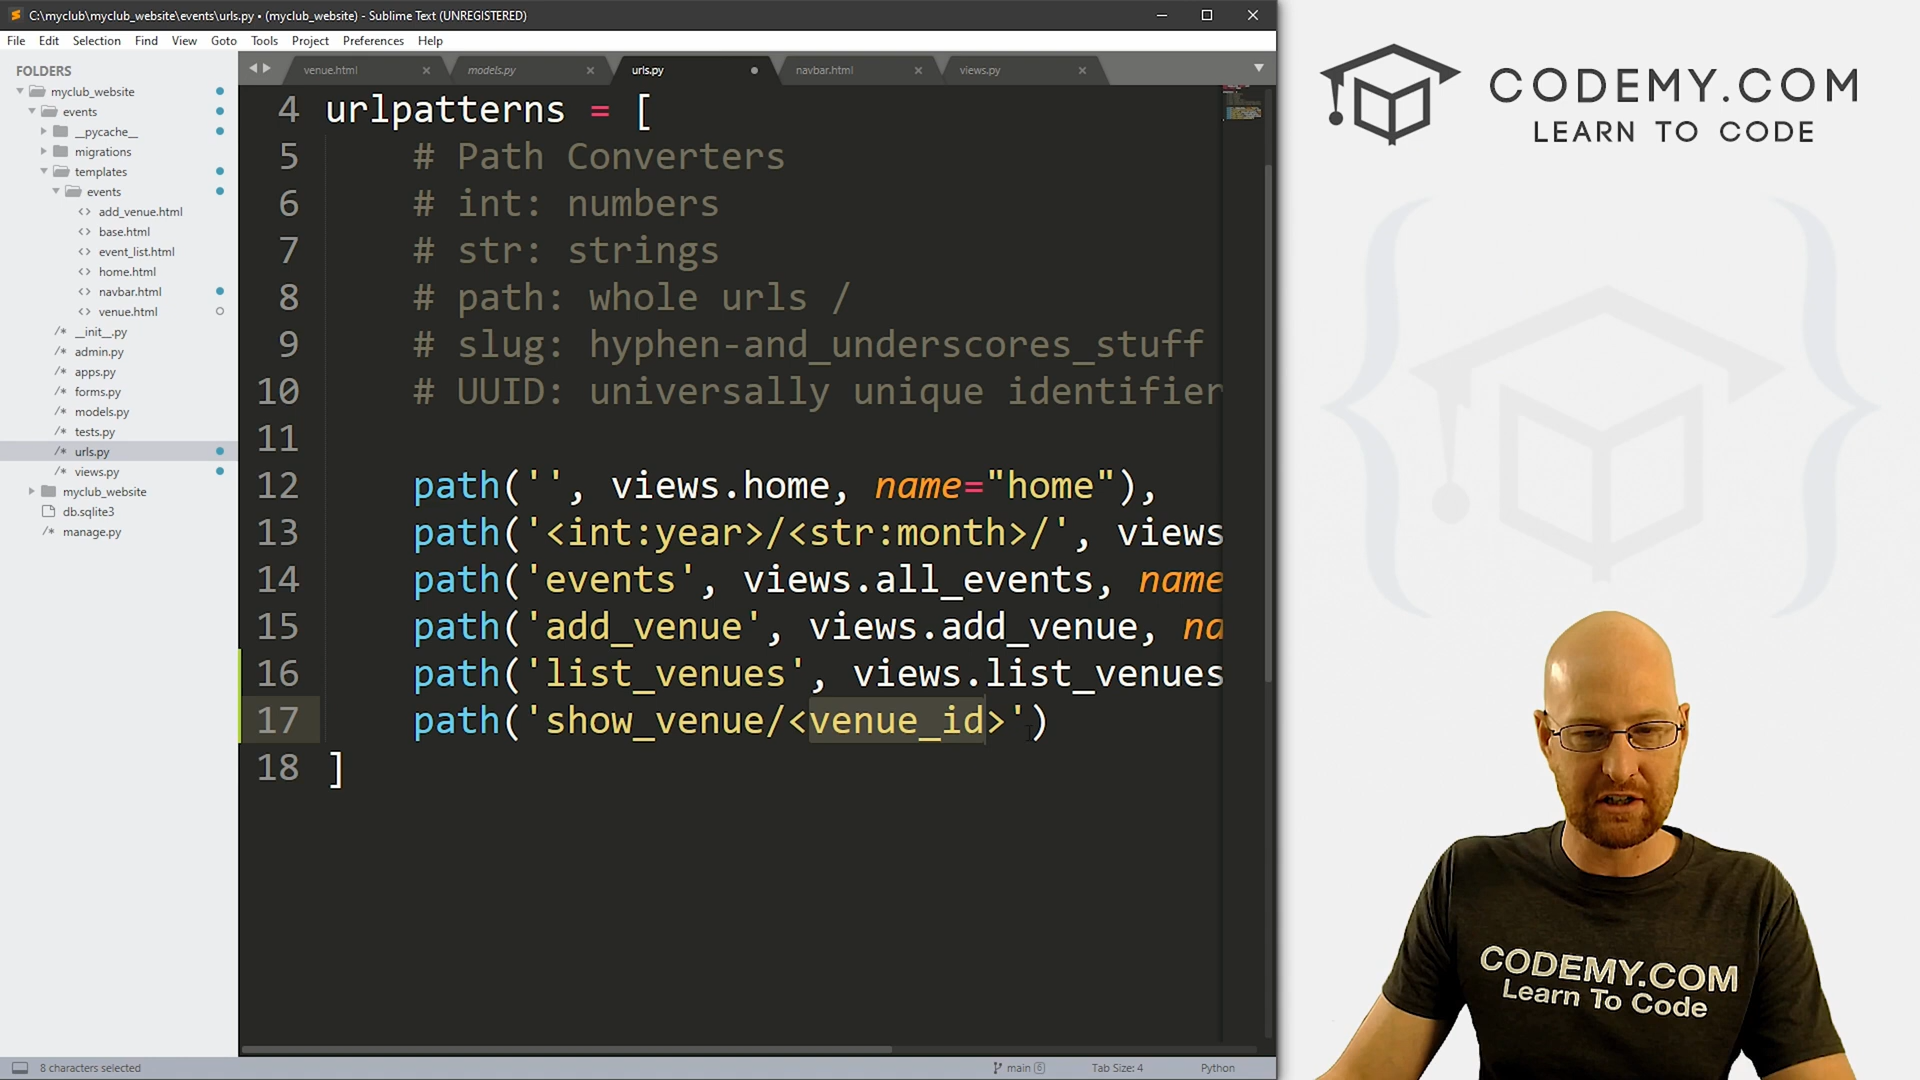 C:\myclub\myclub_website\events\urls.py • (myclub_website) - Sublime Text (UNREGISTERED)
File Edit Selection Find View Goto Tools Project Preferences Help
FOLDERS
myclub_website
events
__pycache__
migrations
templates
events
add_venue.html
base.html
event_list.html
home.html
navbar.html
venue.html
__init__.py
admin.py
apps.py
forms.py
models.py
tests.py
urls.py
views.py
myclub_website
db.sqlite3
manage.py
venue.html models.py urls.py navbar.html views.py
4 urlpatterns = [
5 # Path Converters
6 # int: numbers
7 # str: strings
8 # path: whole urls /
9 # slug: hyphen-and_underscores_stuff
10 # UUID: universally unique identifier
11
12 path('', views.home, name="home"),
13 path('<int:year>/<str:month>/', views
14 path('events', views.all_events, name
15 path('add_venue', views.add_venue, na
16 path('list_venues', views.list_venues
17 path('show_venue/<venue_id>')
18 ]
8 characters selected
main 6
Tab Size: 4
Python
CODEMY.COM
LEARN TO CODE
CODEMY.COM
Learn To Code